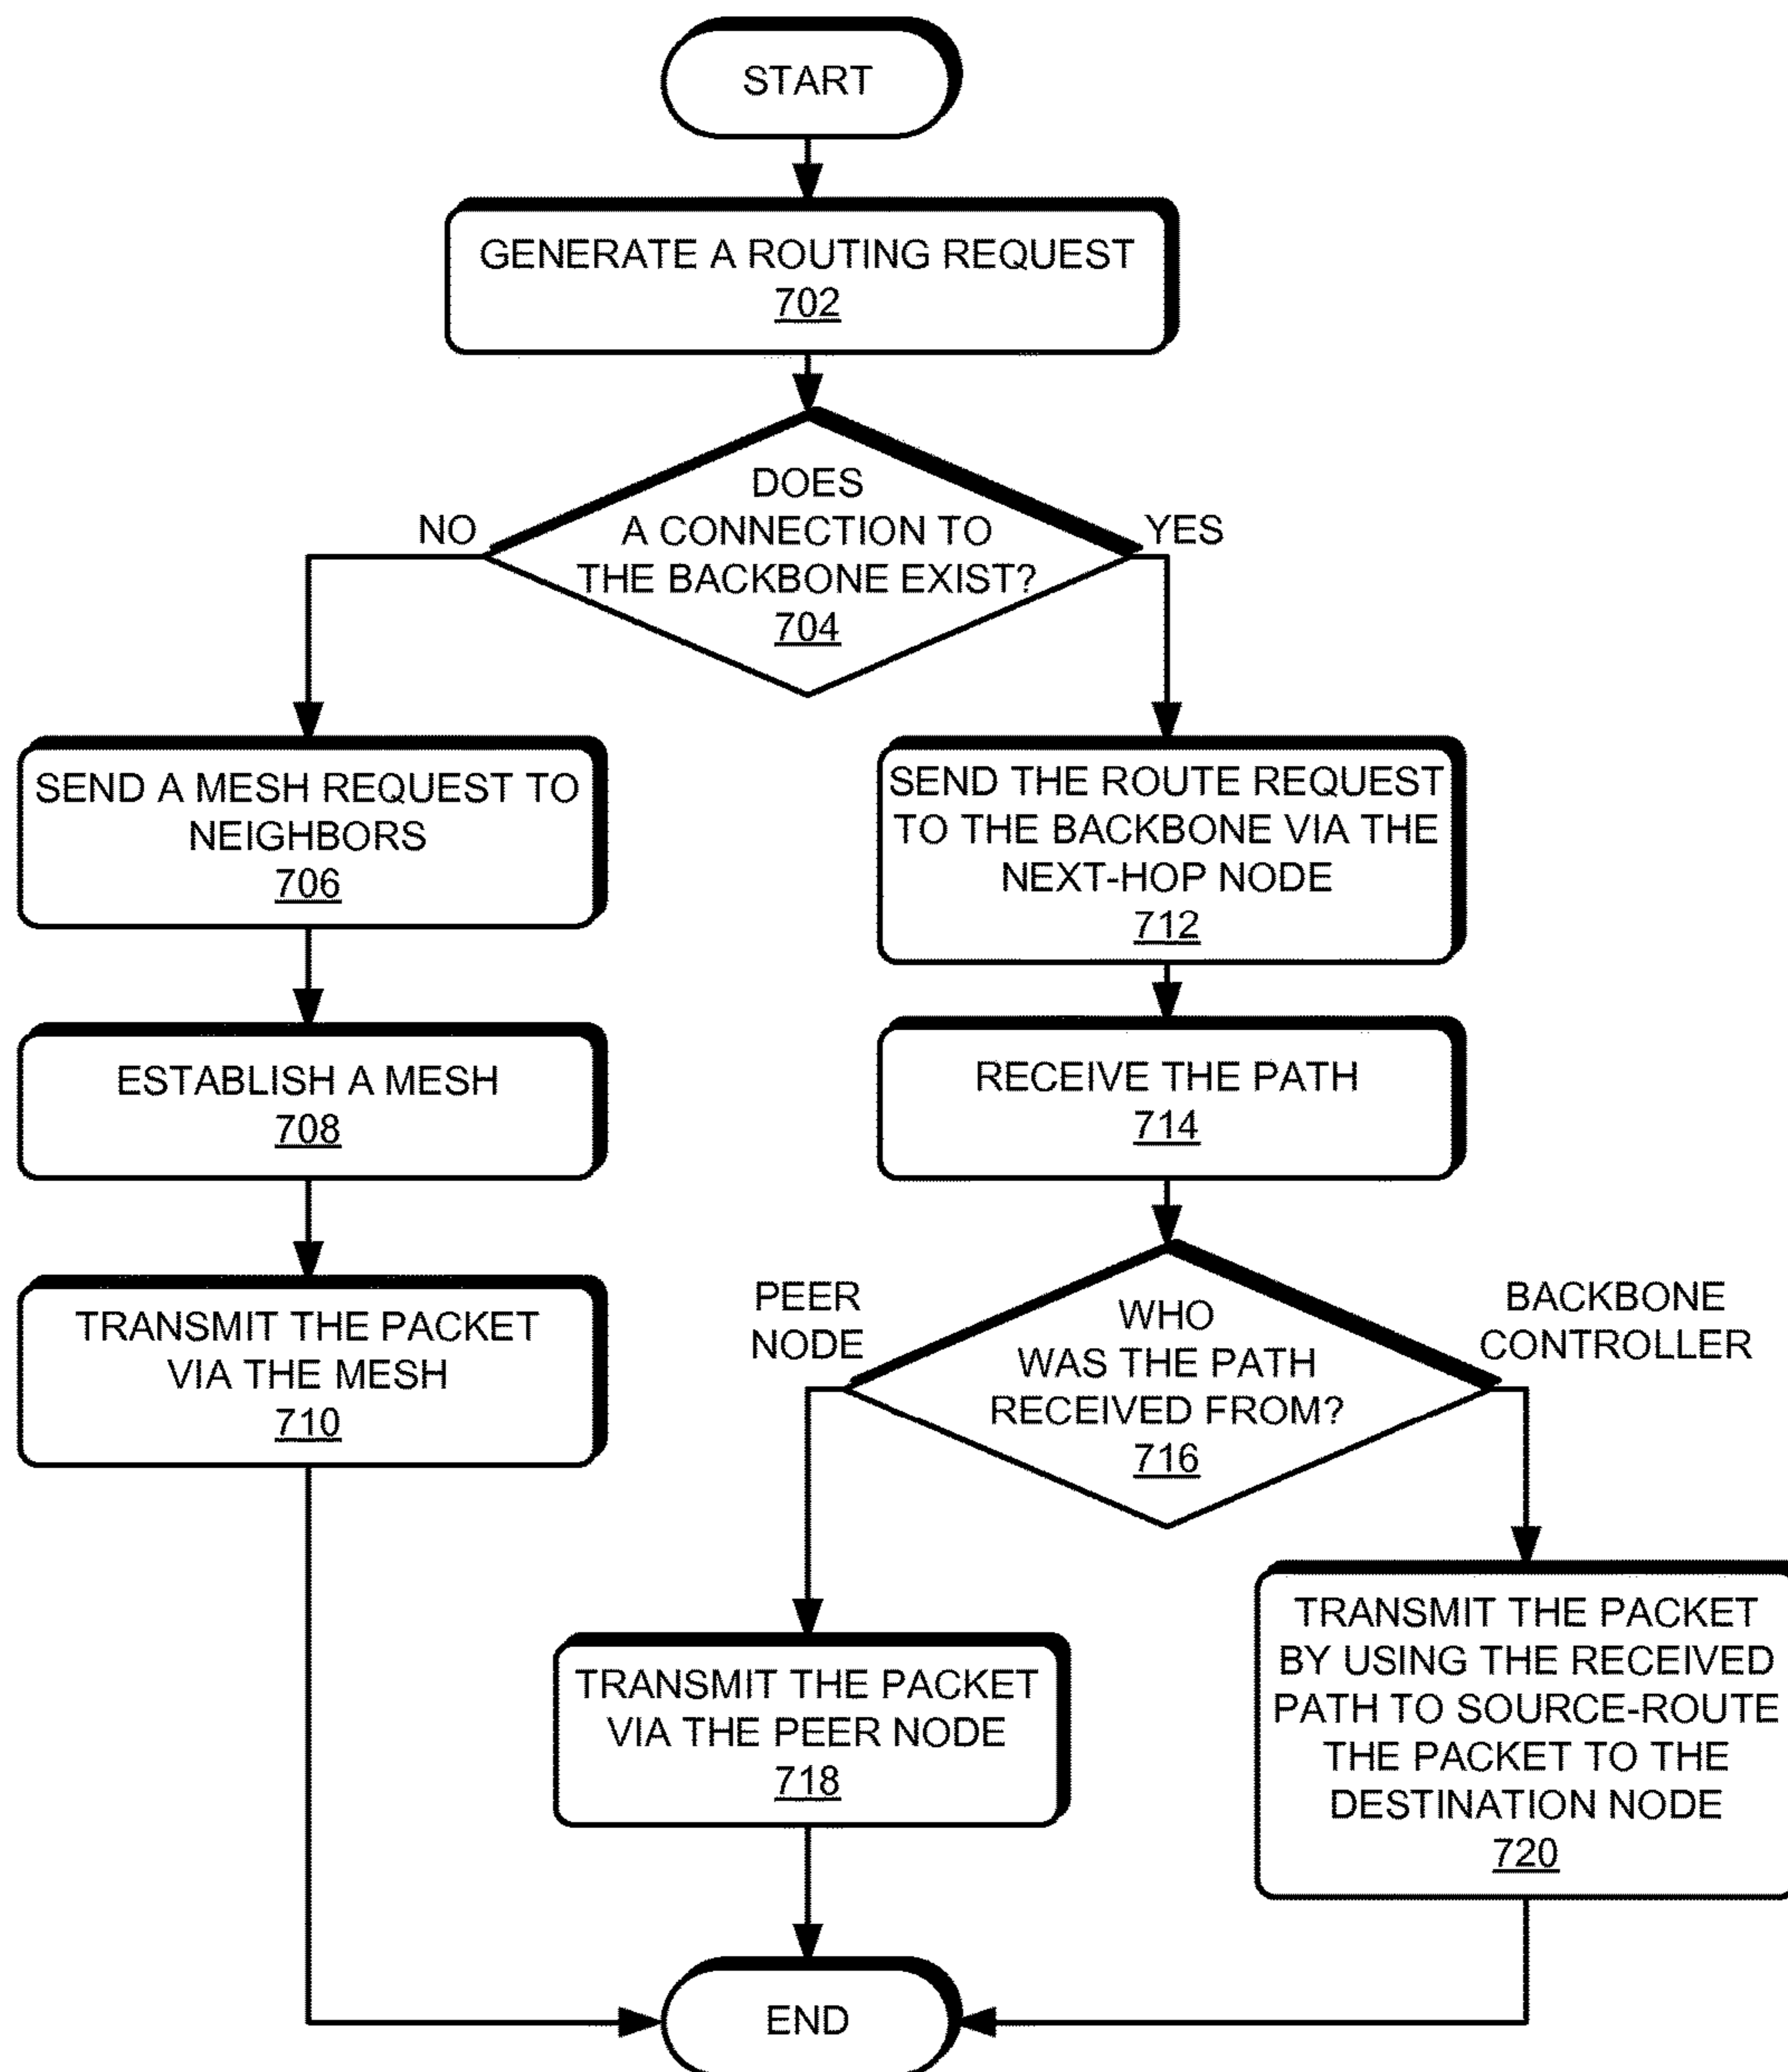 START
GENERATE A ROUTING REQUEST
702
DOES
A CONNECTION TO
THE BACKBONE EXIST?
704
NO
YES
SEND A MESH REQUEST TO
NEIGHBORS
706
ESTABLISH A MESH
708
TRANSMIT THE PACKET
VIA THE MESH
710
SEND THE ROUTE REQUEST
TO THE BACKBONE VIA THE
NEXT-HOP NODE
712
RECEIVE THE PATH
714
WHO
WAS THE PATH
RECEIVED FROM?
716
PEER
NODE
BACKBONE
CONTROLLER
TRANSMIT THE PACKET
VIA THE PEER NODE
718
TRANSMIT THE PACKET
BY USING THE RECEIVED
PATH TO SOURCE-ROUTE
THE PACKET TO THE
DESTINATION NODE
720
END